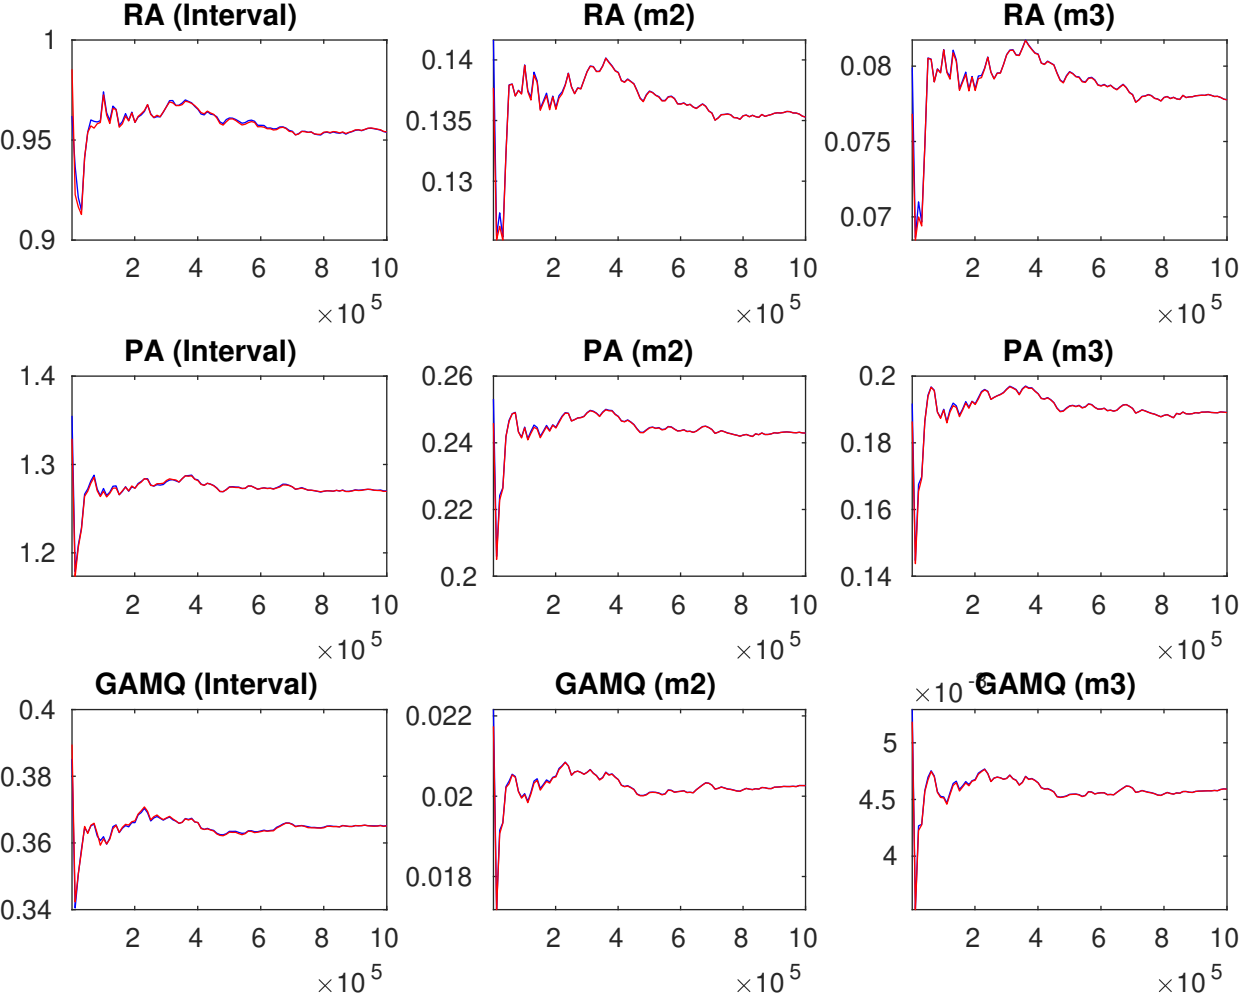 RA (Interval)
1
0.95
0.9
2 4 6 8 10
×10 5
RA (m2)
0.14
0.135
0.13
2 4 6 8 10
×10 5
RA (m3)
0.08
0.075
0.07
2 4 6 8 10
×10 5
PA (Interval)
1.4
1.3
1.2
2 4 6 8 10
×10 5
PA (m2)
0.26
0.24
0.22
0.2
2 4 6 8 10
×10 5
PA (m3)
0.2
0.18
0.16
0.14
2 4 6 8 10
×10 5
GAMQ (Interval)
0.4
0.38
0.36
0.34
2 4 6 8 10
×10 5
GAMQ (m2)
0.022
0.02
0.018
2 4 6 8 10
×10 5
GAMQ (m3)
×10 -3
5
4.5
4
2 4 6 8 10
×10 5